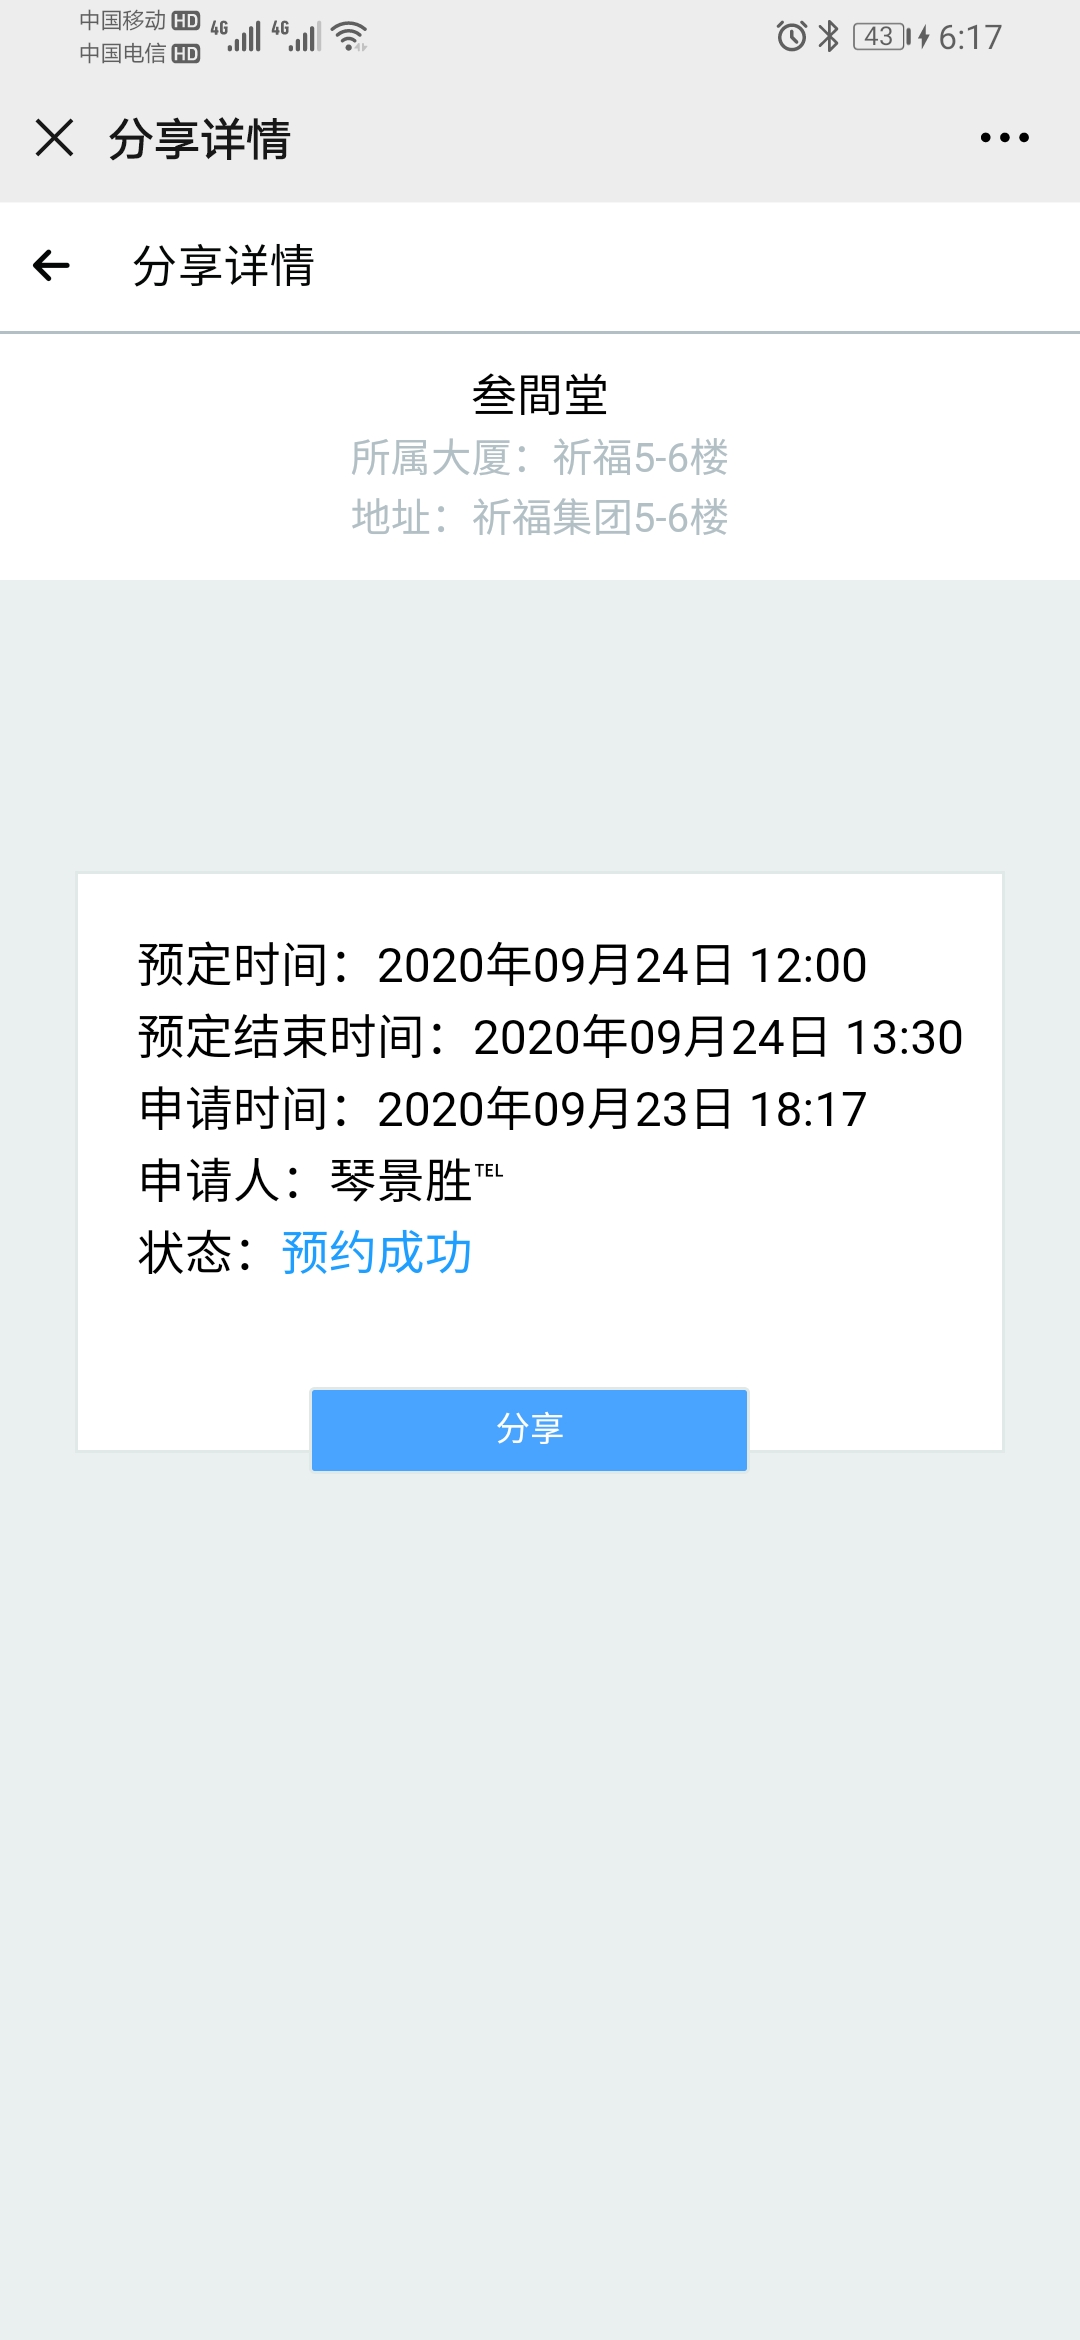 中国移动 HD 4G 4G 43 6:17
中国电信 HD
分享详情
分享详情
叁間堂
所属大厦：祈福5-6楼
地址：祈福集团5-6楼
预定时间：2020年09月24日 12:00
预定结束时间：2020年09月24日 13:30
申请时间：2020年09月23日 18:17
申请人：琴景胜℡
状态：预约成功
分享